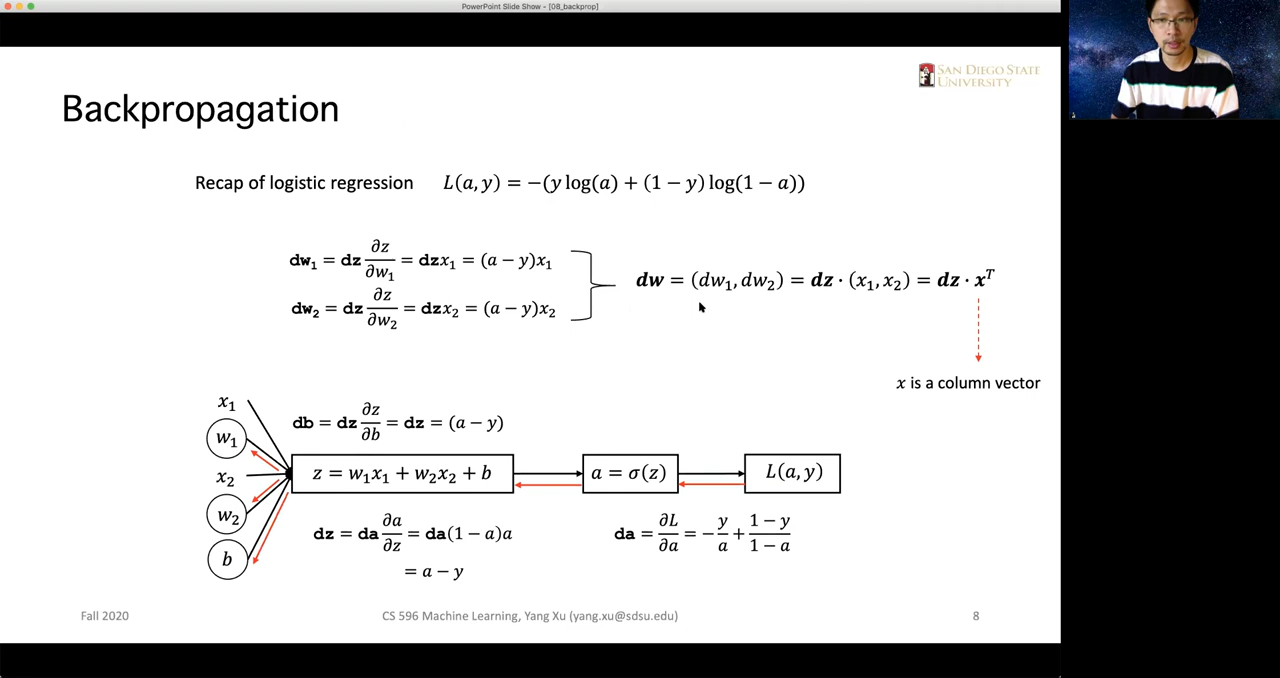 PowerPoint Slide Show - [08_backprop]
SAN DIEGO STATE
UNIVERSITY
Backpropagation
Recap of logistic regression L(a, y) = −(y log(a) + (1 − y) log(1 − a))
dw₁ = dz ∂z/∂w₁ = dzx₁ = (a − y)x₁
dw₂ = dz ∂z/∂w₂ = dzx₂ = (a − y)x₂
dw = (dw₁, dw₂) = dz · (x₁, x₂) = dz · xᵀ
x is a column vector
x₁
w₁
x₂
w₂
b
db = dz ∂z/∂b = dz = (a − y)
z = w₁x₁ + w₂x₂ + b
a = σ(z)
L(a, y)
dz = da ∂a/∂z = da(1 − a)a
= a − y
da = ∂L/∂a = −y/a + (1 − y)/(1 − a)
Fall 2020
CS 596 Machine Learning, Yang Xu (yang.xu@sdsu.edu)
8